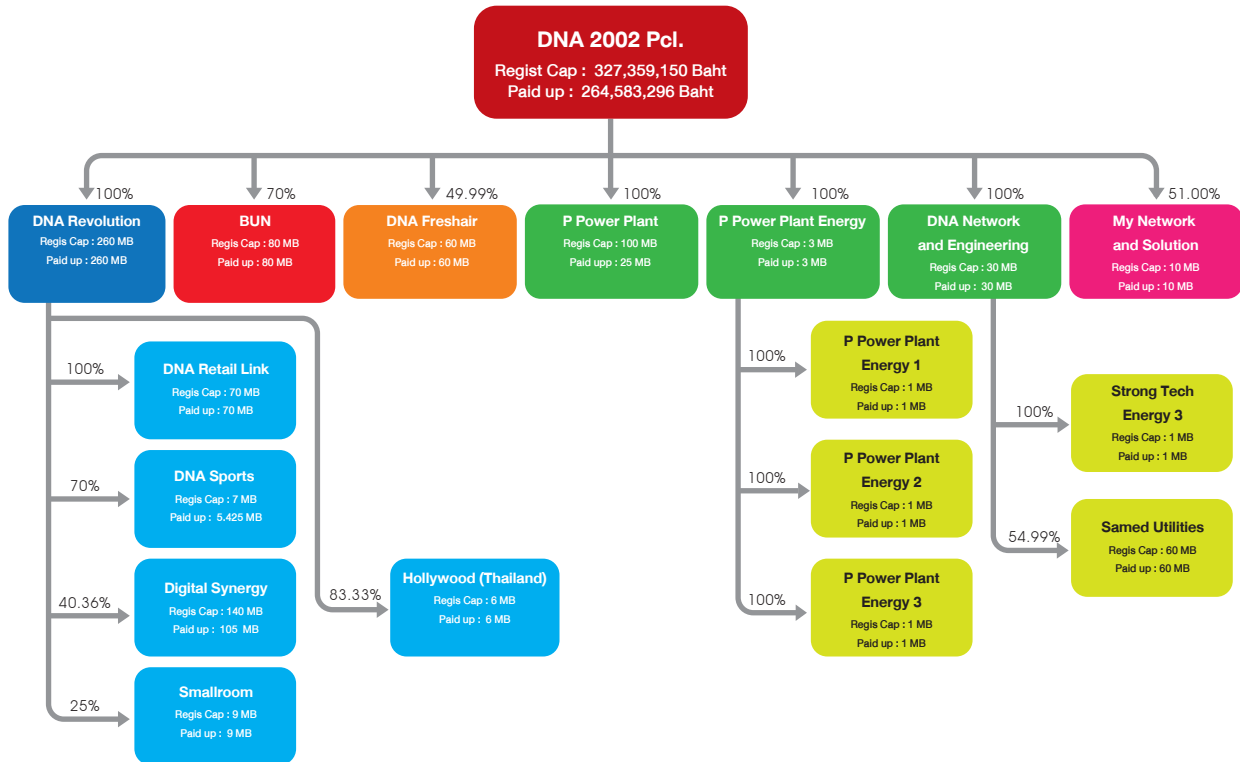 DNA 2002 Pcl.
Regist Cap : 327,359,150 Baht
Paid up : 264,583,296 Baht
100%
70%
49.99%
100%
100%
100%
51.00%
DNA Revolution
Regis Cap : 260 MB
Paid up : 260 MB
BUN
Regis Cap : 80 MB
Paid up : 80 MB
DNA Freshair
Regis Cap : 60 MB
Paid up : 60 MB
P Power Plant
Regis Cap : 100 MB
Paid upp : 25 MB
P Power Plant Energy
Regis Cap : 3 MB
Paid up : 3 MB
DNA Network
and Engineering
Regis Cap : 30 MB
Paid up : 30 MB
My Network
and Solution
Regis Cap : 10 MB
Paid up : 10 MB
100%
DNA Retail Link
Regis Cap : 70 MB
Paid up : 70 MB
70%
DNA Sports
Regis Cap : 7 MB
Paid up : 5.425 MB
40.36%
Digital Synergy
Regis Cap : 140 MB
Paid up : 105 MB
25%
Smallroom
Regis Cap : 9 MB
Paid up : 9 MB
83.33%
Hollywood (Thailand)
Regis Cap : 6 MB
Paid up : 6 MB
100%
P Power Plant
Energy 1
Regis Cap : 1 MB
Paid up : 1 MB
100%
P Power Plant
Energy 2
Regis Cap : 1 MB
Paid up : 1 MB
100%
P Power Plant
Energy 3
Regis Cap : 1 MB
Paid up : 1 MB
100%
Strong Tech
Energy 3
Regis Cap : 1 MB
Paid up : 1 MB
54.99%
Samed Utilities
Regis Cap : 60 MB
Paid up : 60 MB